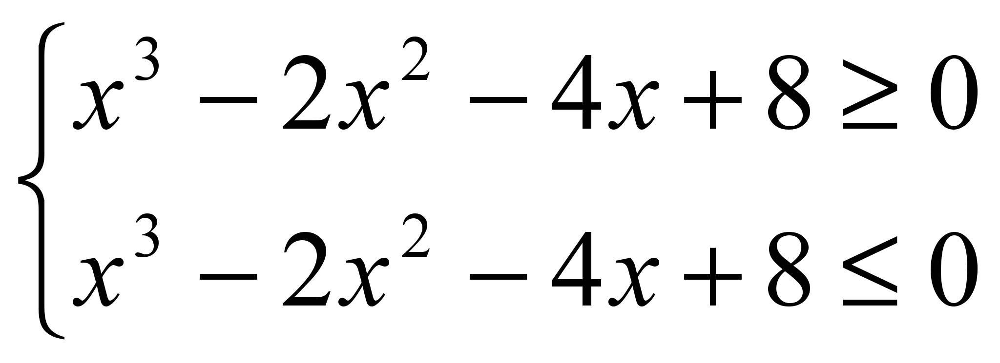 x³ − 2x² − 4x + 8 ≥ 0
x³ − 2x² − 4x + 8 ≤ 0